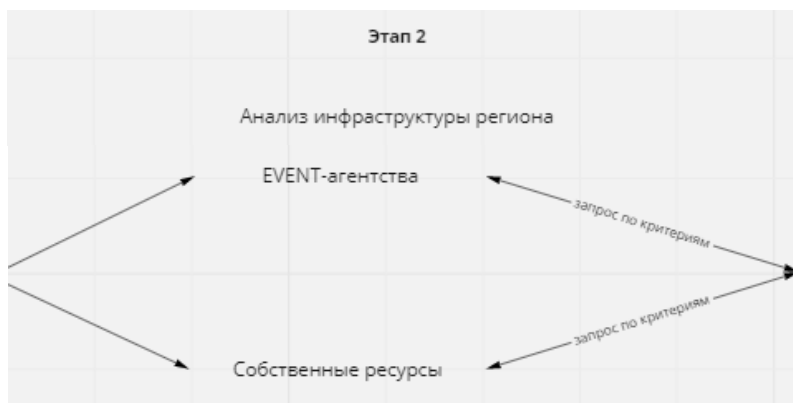 Этап 2
Анализ инфраструктуры региона
EVENT-агентства
запрос по критериям
запрос по критериям
Собственные ресурсы